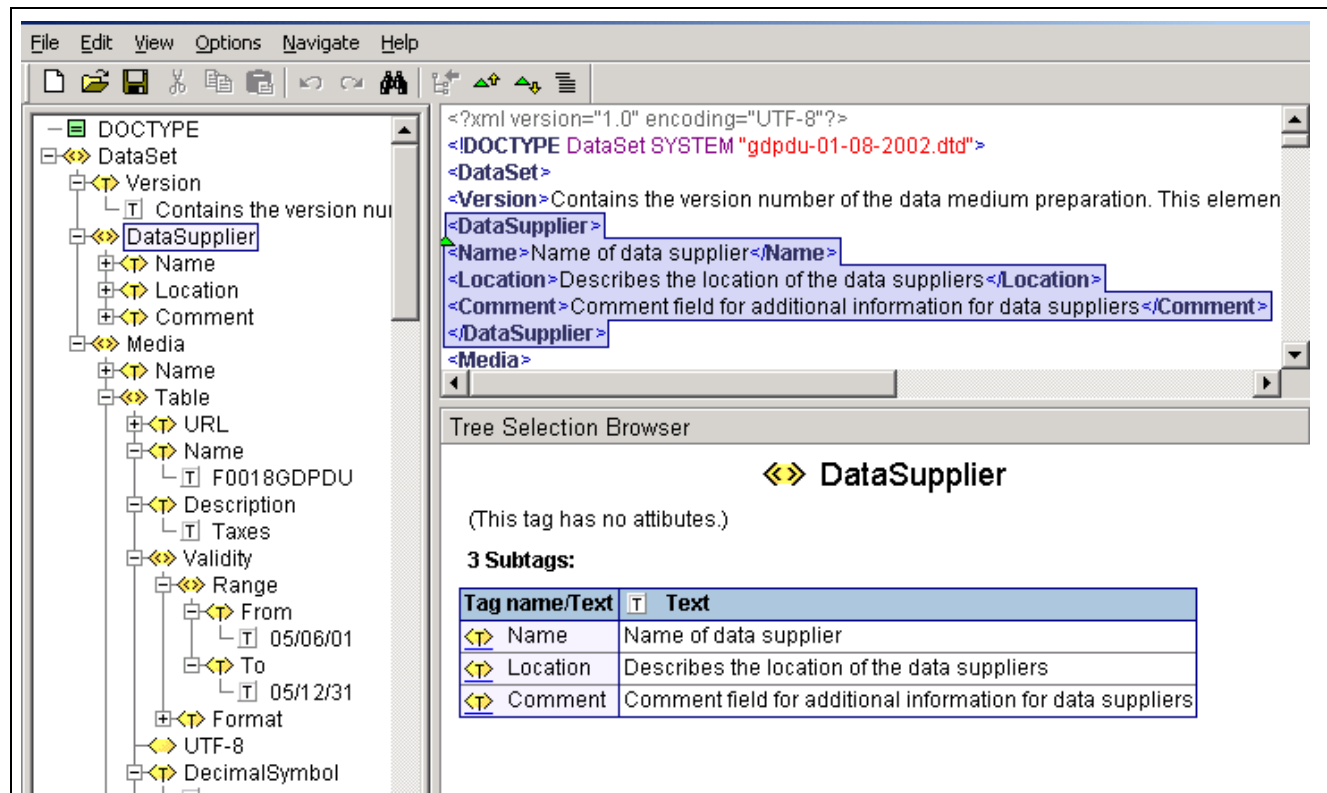 File Edit View Options Navigate Help
DOCTYPE
DataSet
Version
Contains the version nu
DataSupplier
Name
Location
Comment
Media
Name
Table
URL
Name
F0018GDPDU
Description
Taxes
Validity
Range
From
05/06/01
To
05/12/31
Format
UTF-8
DecimalSymbol
<?xml version="1.0" encoding="UTF-8"?>
<!DOCTYPE DataSet SYSTEM "gdpdu-01-08-2002.dtd">
<DataSet>
<Version>Contains the version number of the data medium preparation. This elemen
<DataSupplier>
<Name>Name of data supplier</Name>
<Location>Describes the location of the data suppliers</Location>
<Comment>Comment field for additional information for data suppliers</Comment>
</DataSupplier>
<Media>
Tree Selection Browser
DataSupplier
(This tag has no attibutes.)
3 Subtags:
Tag name/Text T Text
Name Name of data supplier
Location Describes the location of the data suppliers
Comment Comment field for additional information for data suppliers